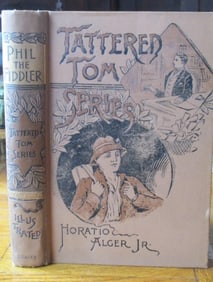 PHIL
THE
FIDDLER
TATTERED
TOM
SERIES
ILLUS
TRATED
TATTERED
TOM
SERIES
HORATIO
ALGER JR.